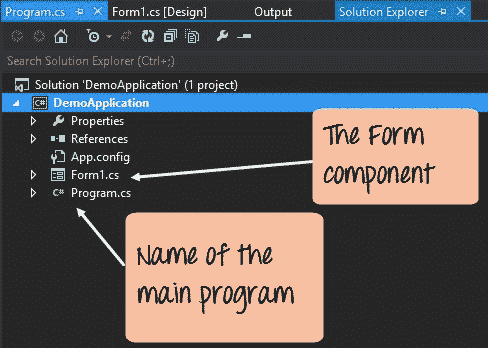 Program.cs
Form1.cs [Design]
Output
Solution Explorer
Search Solution Explorer (Ctrl+;)
Solution 'DemoApplication' (1 project)
C# DemoApplication
Properties
References
App.config
Form1.cs
C# Program.cs
The Form
component
Name of the
main program